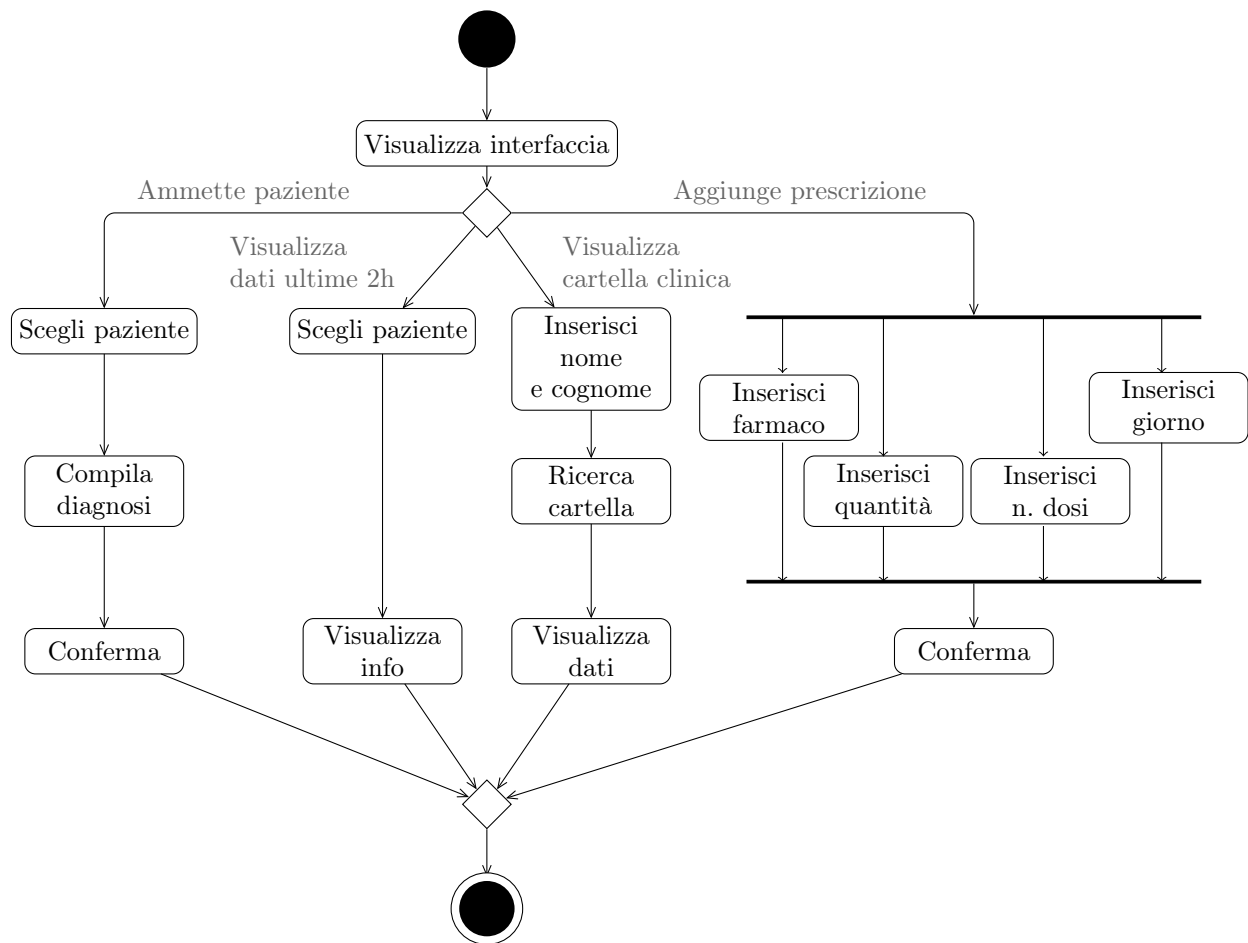 Visualizza interfaccia
Ammette paziente
Aggiunge prescrizione
Visualizza
dati ultime 2h
Visualizza
cartella clinica
Scegli paziente
Scegli paziente
Inserisci
nome
e cognome
Inserisci
farmaco
Inserisci
giorno
Compila
diagnosi
Ricerca
cartella
Inserisci
quantità
Inserisci
n. dosi
Conferma
Visualizza
info
Visualizza
dati
Conferma